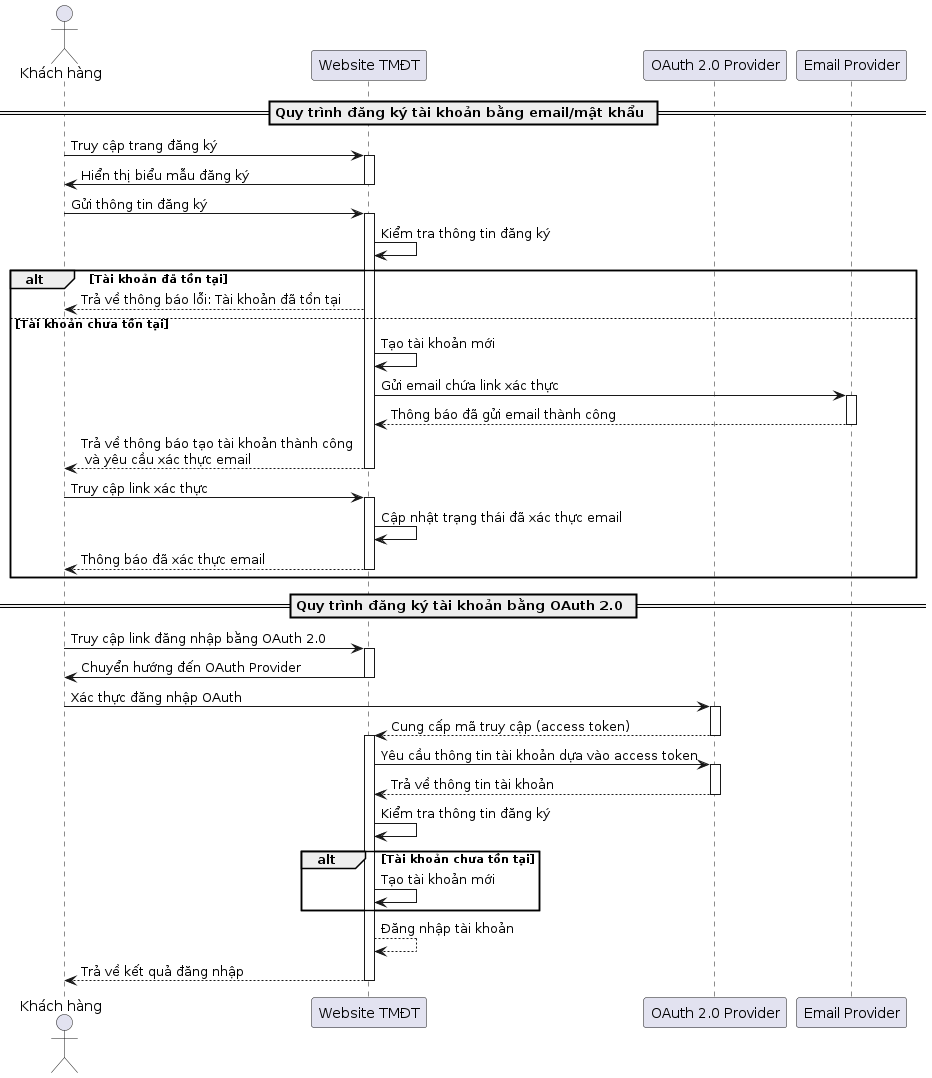 Khách hàng
Website TMĐT
OAuth 2.0 Provider
Email Provider
Quy trình đăng ký tài khoản bằng email/mật khẩu
Truy cập trang đăng ký
Hiển thị biểu mẫu đăng ký
Gửi thông tin đăng ký
Kiểm tra thông tin đăng ký
alt
[Tài khoản đã tồn tại]
Trả về thông báo lỗi: Tài khoản đã tồn tại
[Tài khoản chưa tồn tại]
Tạo tài khoản mới
Gửi email chứa link xác thực
Thông báo đã gửi email thành công
Trả về thông báo tạo tài khoản thành công
và yêu cầu xác thực email
Truy cập link xác thực
Cập nhật trạng thái đã xác thực email
Thông báo đã xác thực email
Quy trình đăng ký tài khoản bằng OAuth 2.0
Truy cập link đăng nhập bằng OAuth 2.0
Chuyển hướng đến OAuth Provider
Xác thực đăng nhập OAuth
Cung cấp mã truy cập (access token)
Yêu cầu thông tin tài khoản dựa vào access token
Trả về thông tin tài khoản
Kiểm tra thông tin đăng ký
alt
[Tài khoản chưa tồn tại]
Tạo tài khoản mới
Đăng nhập tài khoản
Trả về kết quả đăng nhập
Khách hàng
Website TMĐT
OAuth 2.0 Provider
Email Provider